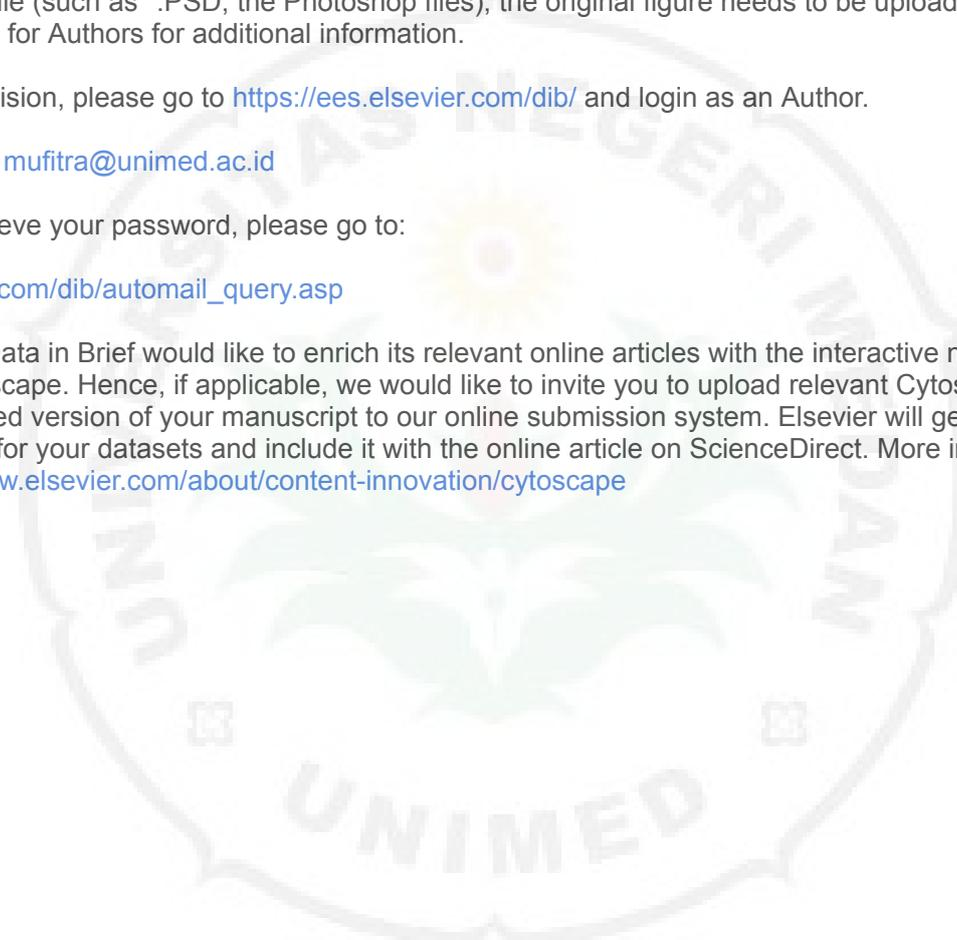 ile (such as *.PSD, the Photoshop files), the original figure needs to be upload
for Authors for additional information.
ision, please go to https://ees.elsevier.com/dib/ and login as an Author.
mufitra@unimed.ac.id
eve your password, please go to:
com/dib/automail_query.asp
ata in Brief would like to enrich its relevant online articles with the interactive n
scape. Hence, if applicable, we would like to invite you to upload relevant Cytos
ed version of your manuscript to our online submission system. Elsevier will ge
for your datasets and include it with the online article on ScienceDirect. More i
w.elsevier.com/about/content-innovation/cytoscape
UNIVERSITAS NEGERI MEDAN
UNIMED